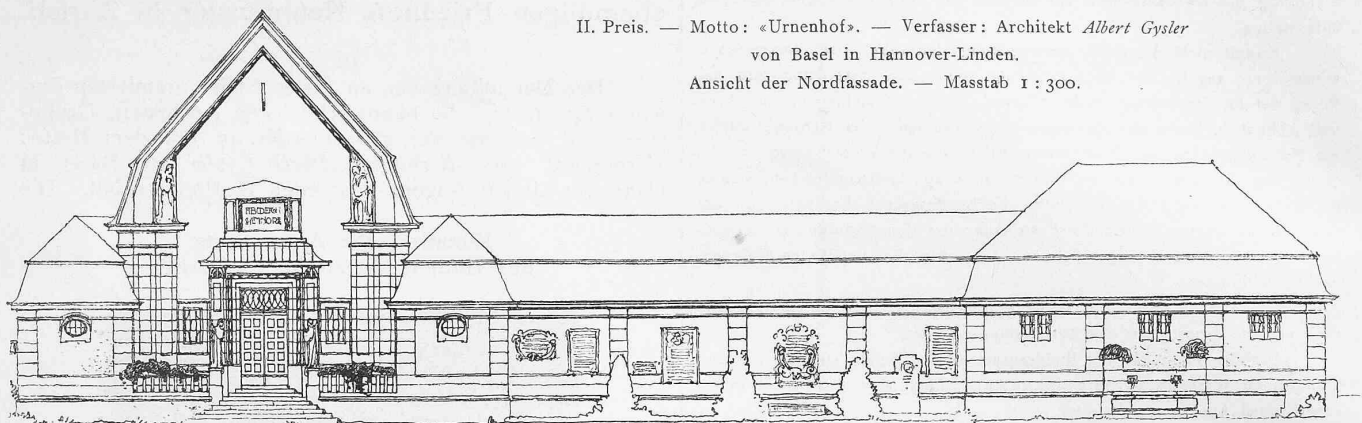 II. Preis. — Motto: «Urnenhof». — Verfasser: Architekt Albert Gysler
von Basel in Hannover-Linden.
Ansicht der Nordfassade. — Masstab 1 : 300.